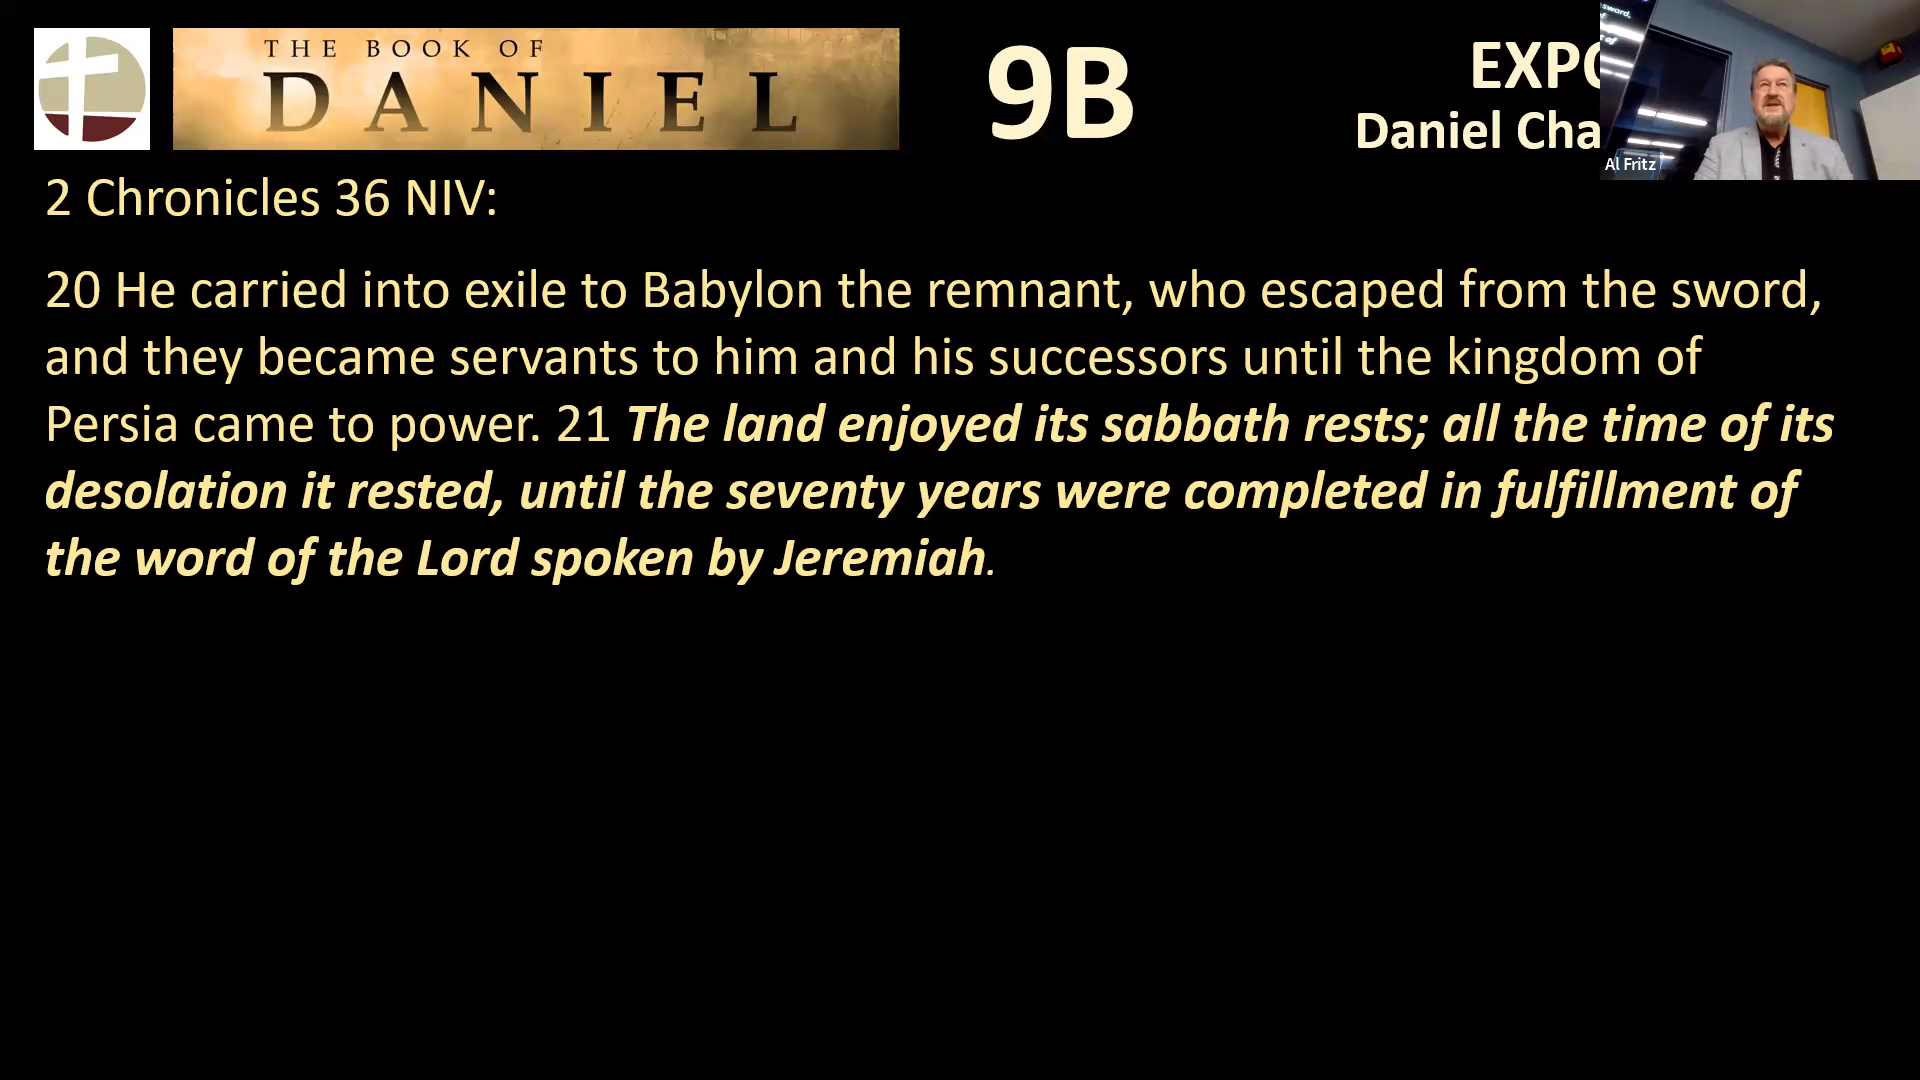 THE BOOK OF
DANIEL
9B
EXPO
Daniel Cha
Al Fritz
2 Chronicles 36 NIV:
20 He carried into exile to Babylon the remnant, who escaped from the sword,
and they became servants to him and his successors until the kingdom of
Persia came to power. 21 The land enjoyed its sabbath rests; all the time of its
desolation it rested, until the seventy years were completed in fulfillment of
the word of the Lord spoken by Jeremiah.